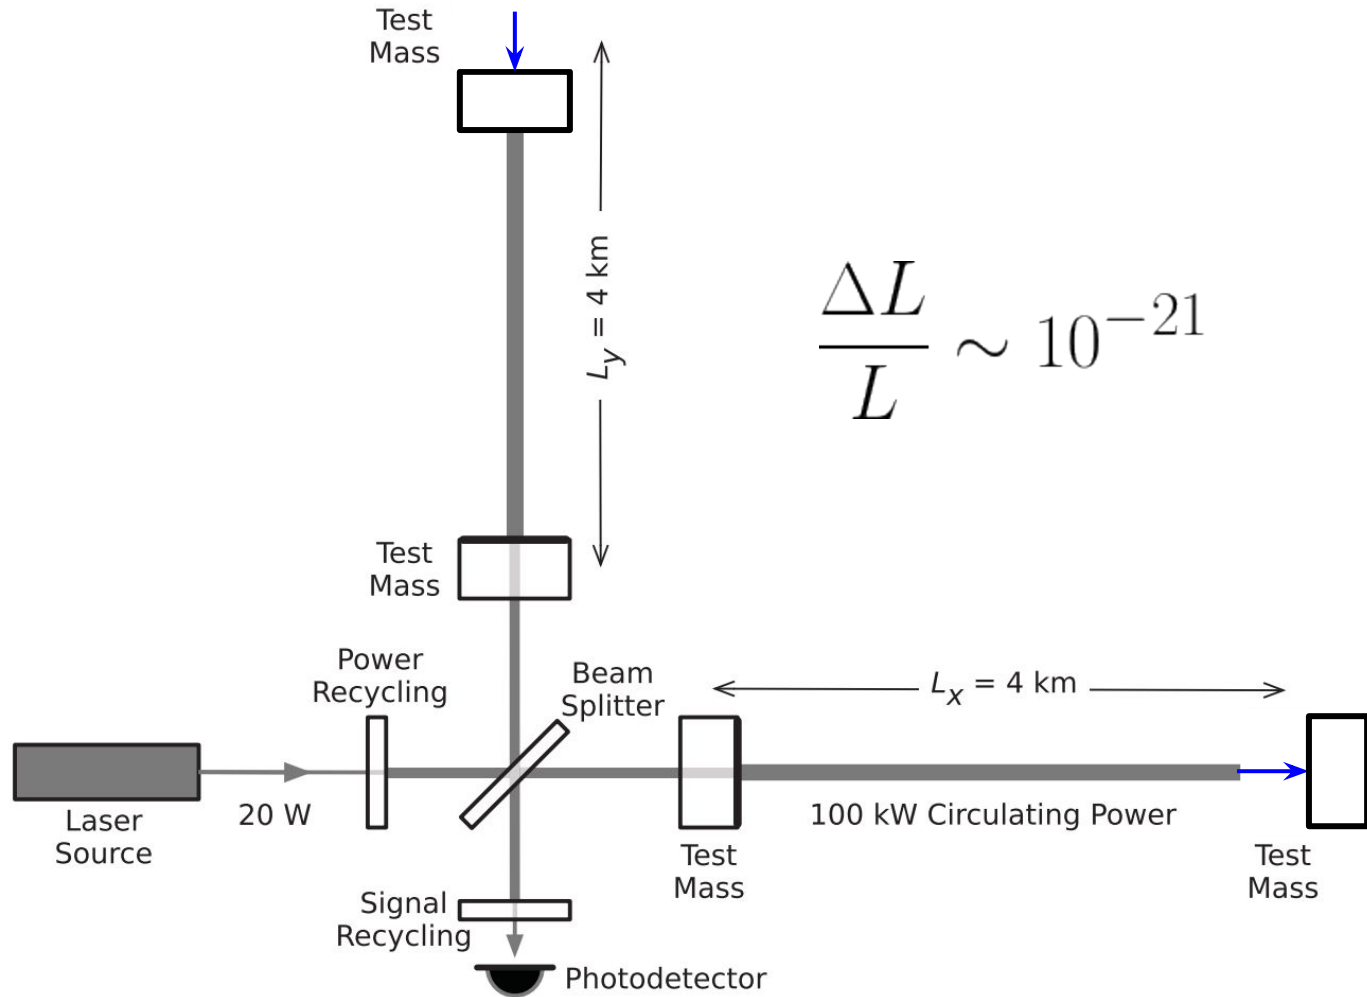 Test
Mass
L_y = 4 km
ΔL
L
~ 10^{-21}
Test
Mass
Power
Recycling
Beam
Splitter
L_x = 4 km
Laser
Source
20 W
100 kW Circulating Power
Test
Mass
Test
Mass
Signal
Recycling
Photodetector